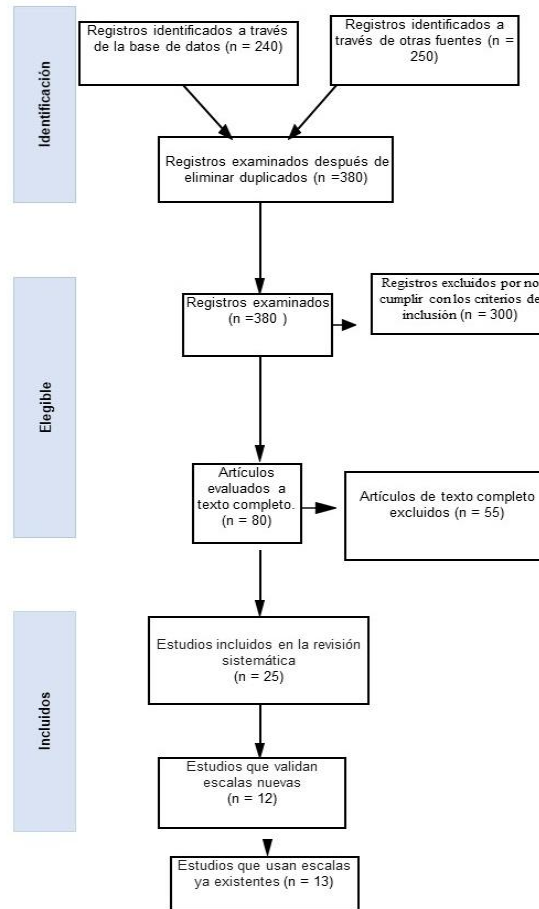 Identificación
Registros identificados a través
de la base de datos (n = 240)
Registros identificados a
través de otras fuentes (n =
250)
Registros examinados después de
eliminar duplicados (n =380)
Elegible
Registros examinados
(n =380 )
Registros excluidos por no
cumplir con los criterios de
inclusión (n = 300)
Artículos
evaluados a
texto completo.
(n = 80)
Artículos de texto completo
excluidos (n = 55)
Incluidos
Estudios incluidos en la revisión
sistemática
(n = 25)
Estudios que validan
escalas nuevas
(n = 12)
Estudios que usan escalas
ya existentes (n = 13)